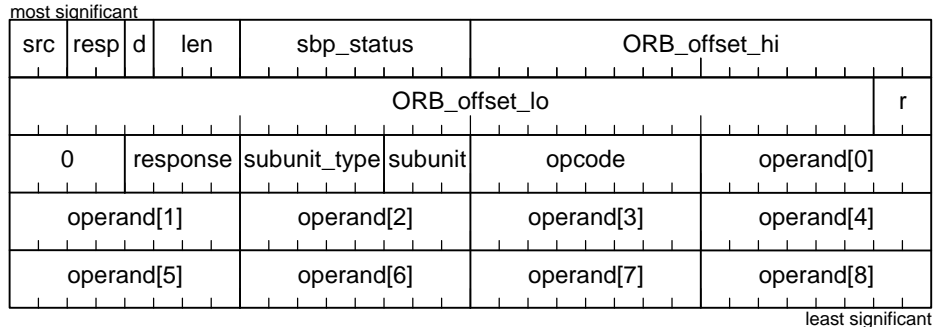 most significant
src resp d len sbp_status ORB_offset_hi
ORB_offset_lo r
0 response subunit_type subunit opcode operand[0]
operand[1] operand[2] operand[3] operand[4]
operand[5] operand[6] operand[7] operand[8]
least significant